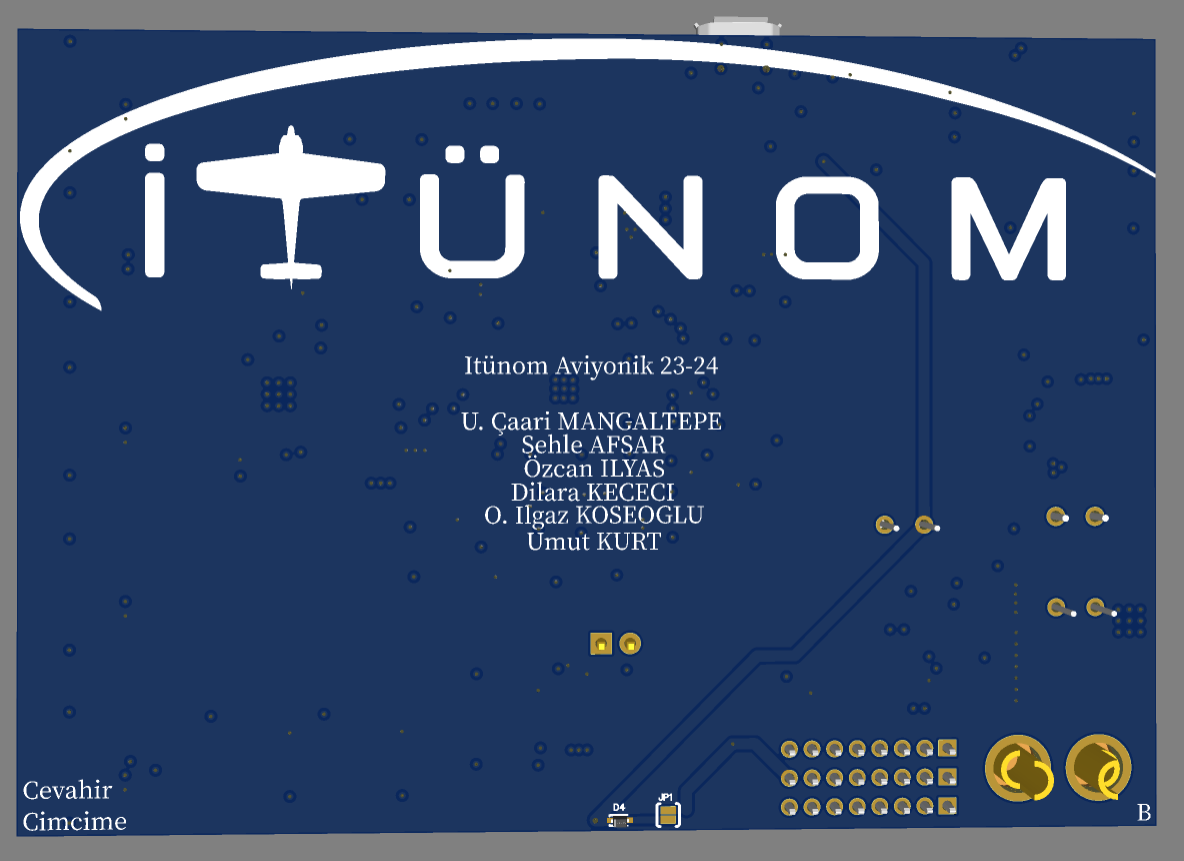 İTÜNOM
Itünom Aviyonik 23-24
U. Çaari MANGALTEPE
Sehle AFSAR
Özcan ILYAS
Dilara KECECI
O. Ilgaz KOSEOGLU
Umut KURT
D4
JP1
Cevahir
Cimcime
B